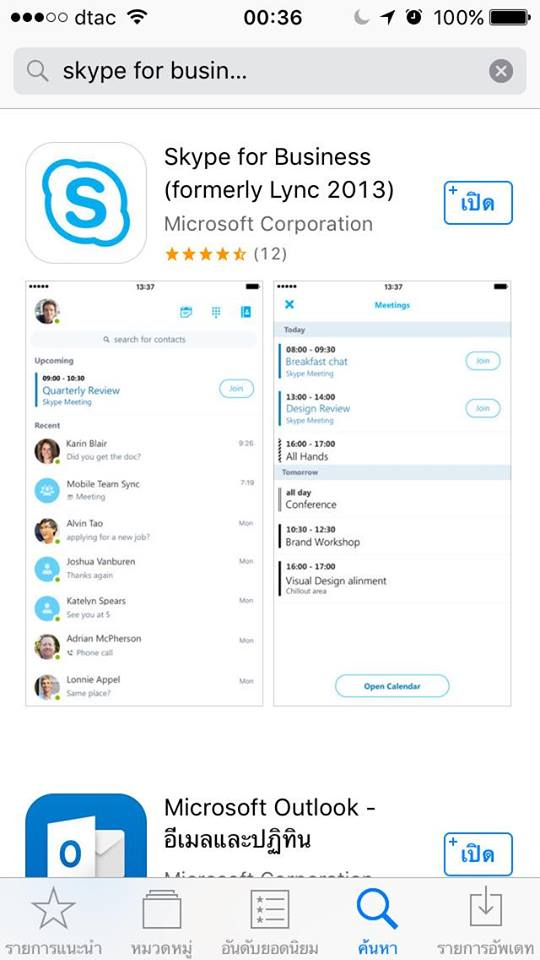 dtac 00:36 100%
skype for busin...
Skype for Business
(formerly Lync 2013)
Microsoft Corporation
(12)
+เปิด
13:37
search for contacts
Upcoming
09:00 - 10:30
Quarterly Review
Skype Meeting
Join
Recent
Karin Blair 9:26
Did you get the doc?
Mobile Team Sync 7:19
Meeting
Alvin Tao Mon
applying for a new job?
Joshua Vanburen Mon
Thanks again
Katelyn Spears Mon
See you at 5
Adrian McPherson Mon
Phone call
Lonnie Appel Mon
Same place?
13:37
Meetings
Today
08:00 - 09:30
Breakfast chat
Skype Meeting
Join
13:00 - 14:00
Design Review
Skype Meeting
Join
16:00 - 17:00
All Hands
Tomorrow
all day
Conference
10:30 - 12:30
Brand Workshop
16:00 - 17:00
Visual Design alinment
Chillout area
Open Calendar
Microsoft Outlook -
อีเมลและปฏิทิน
Microsoft Corporation
+เปิด
รายการแนะนำ หมวดหมู่ อันดับยอดนิยม ค้นหา รายการอัพเดท